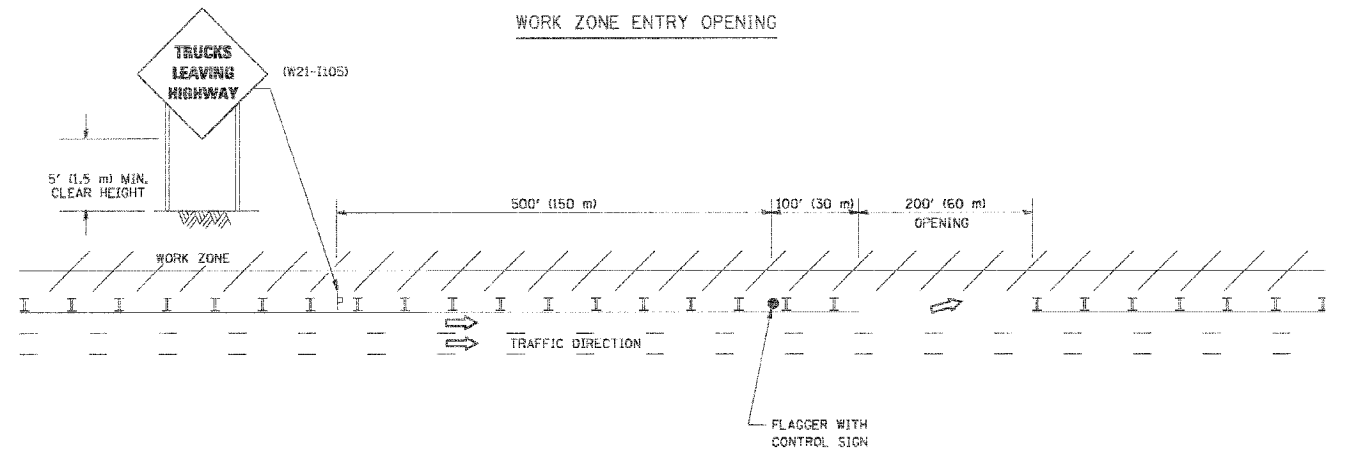 WORK ZONE ENTRY OPENING
TRUCKS
LEAVING
HIGHWAY
(W21-I105)
5' (1.5 m) MIN.
CLEAR HEIGHT
500' (150 m)
100' (30 m)
200' (60 m)
OPENING
WORK ZONE
TRAFFIC DIRECTION
FLAGGER WITH
CONTROL SIGN